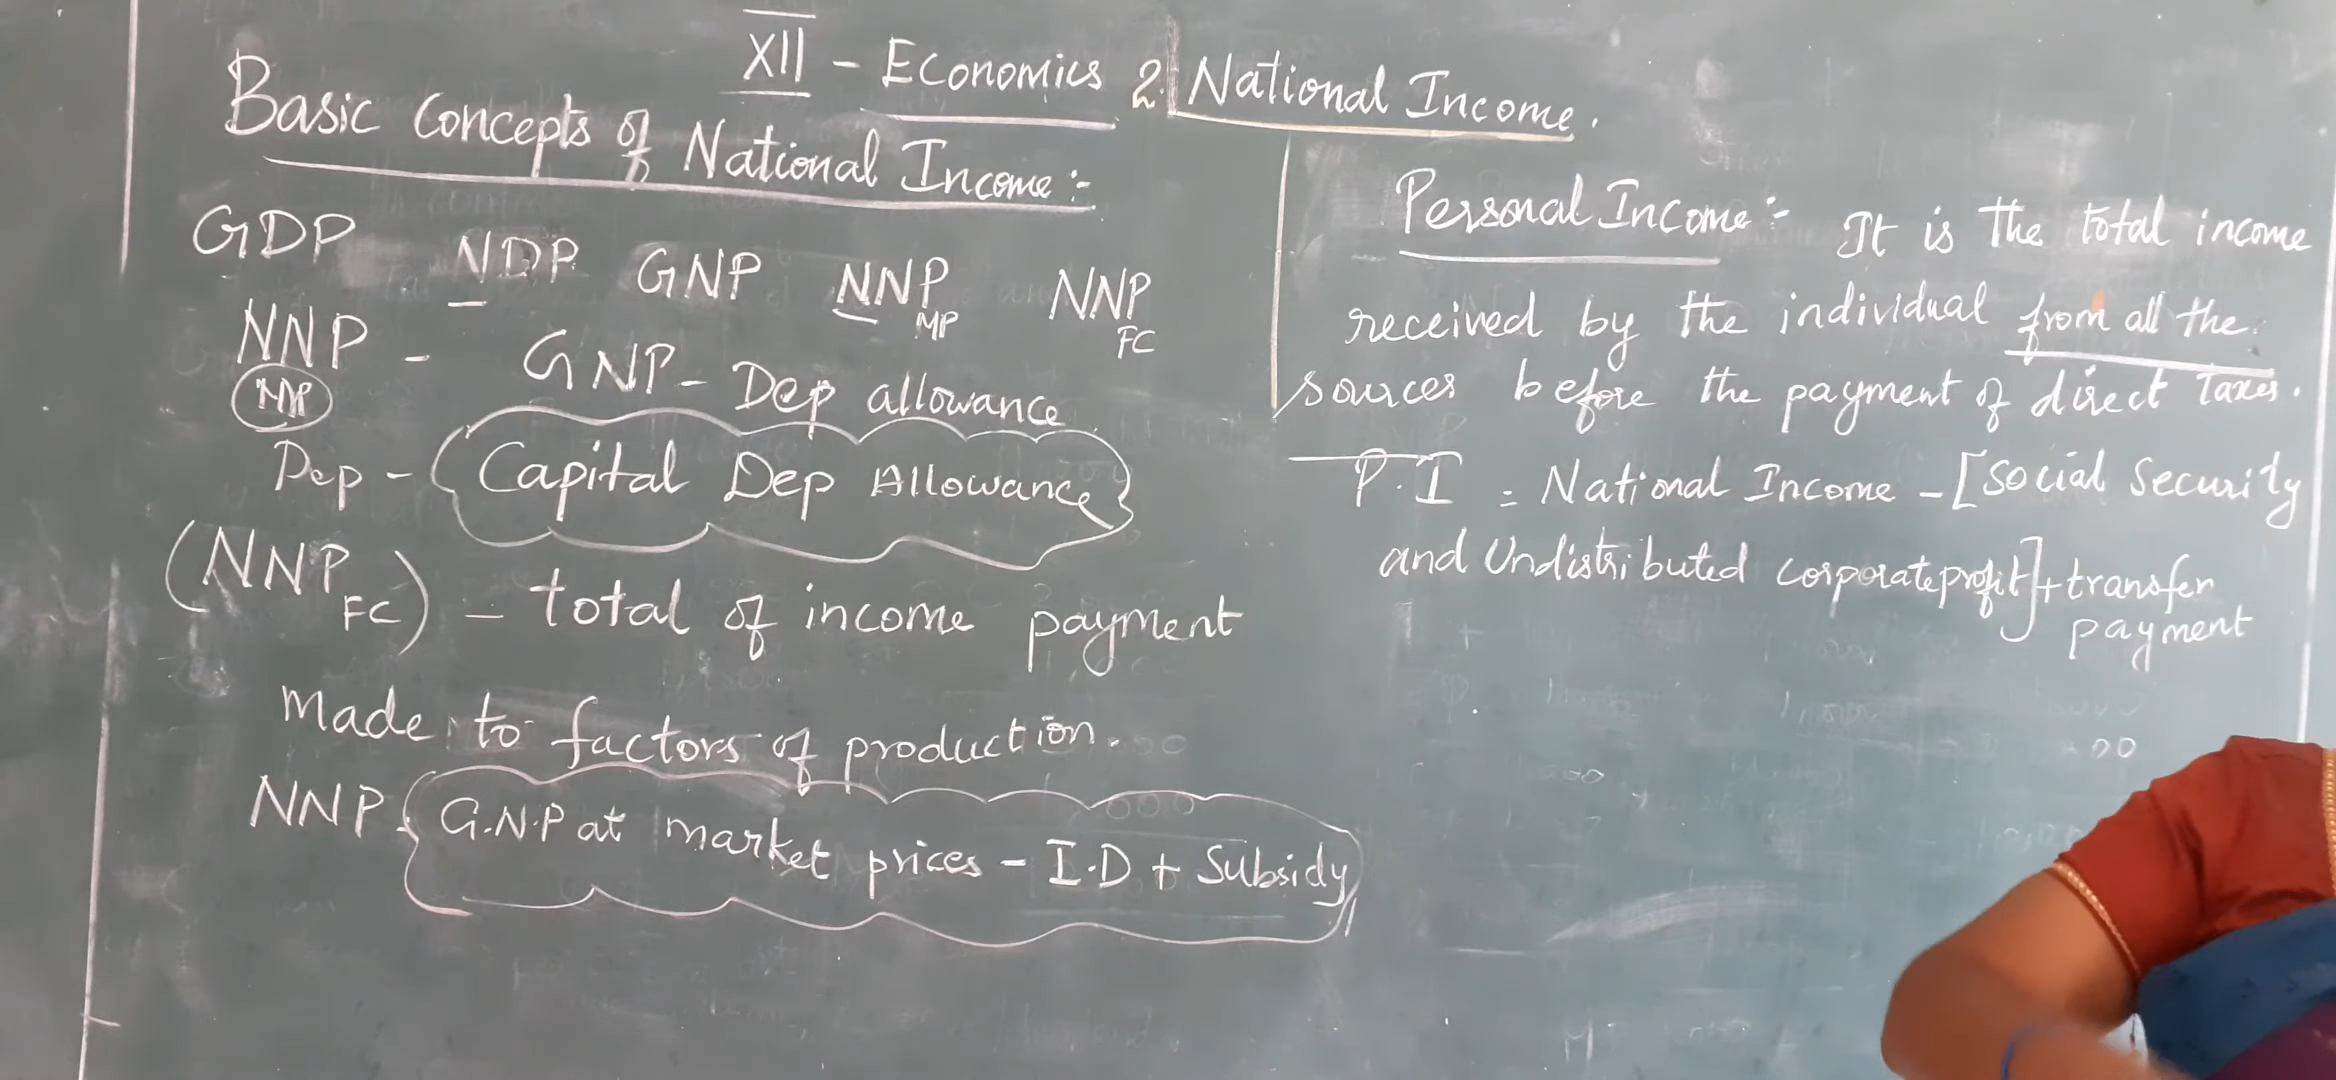 XII - Economics 2. National Income.
Basic Concepts of National Income :-
GDP NDP GNP NNP MP NNP FC
NNP MP - GNP - Dep allowance
Dep - Capital Dep Allowance
(NNP FC) - total of income payment
made to factors of production.
NNP G.N.P at market prices - I.D + Subsidy
Personal Income :- It is the total income
received by the individual from all the
sources before the payment of direct Taxes.
P.I = National Income - [Social Security
and Undistributed corporate profit] + transfer
payment